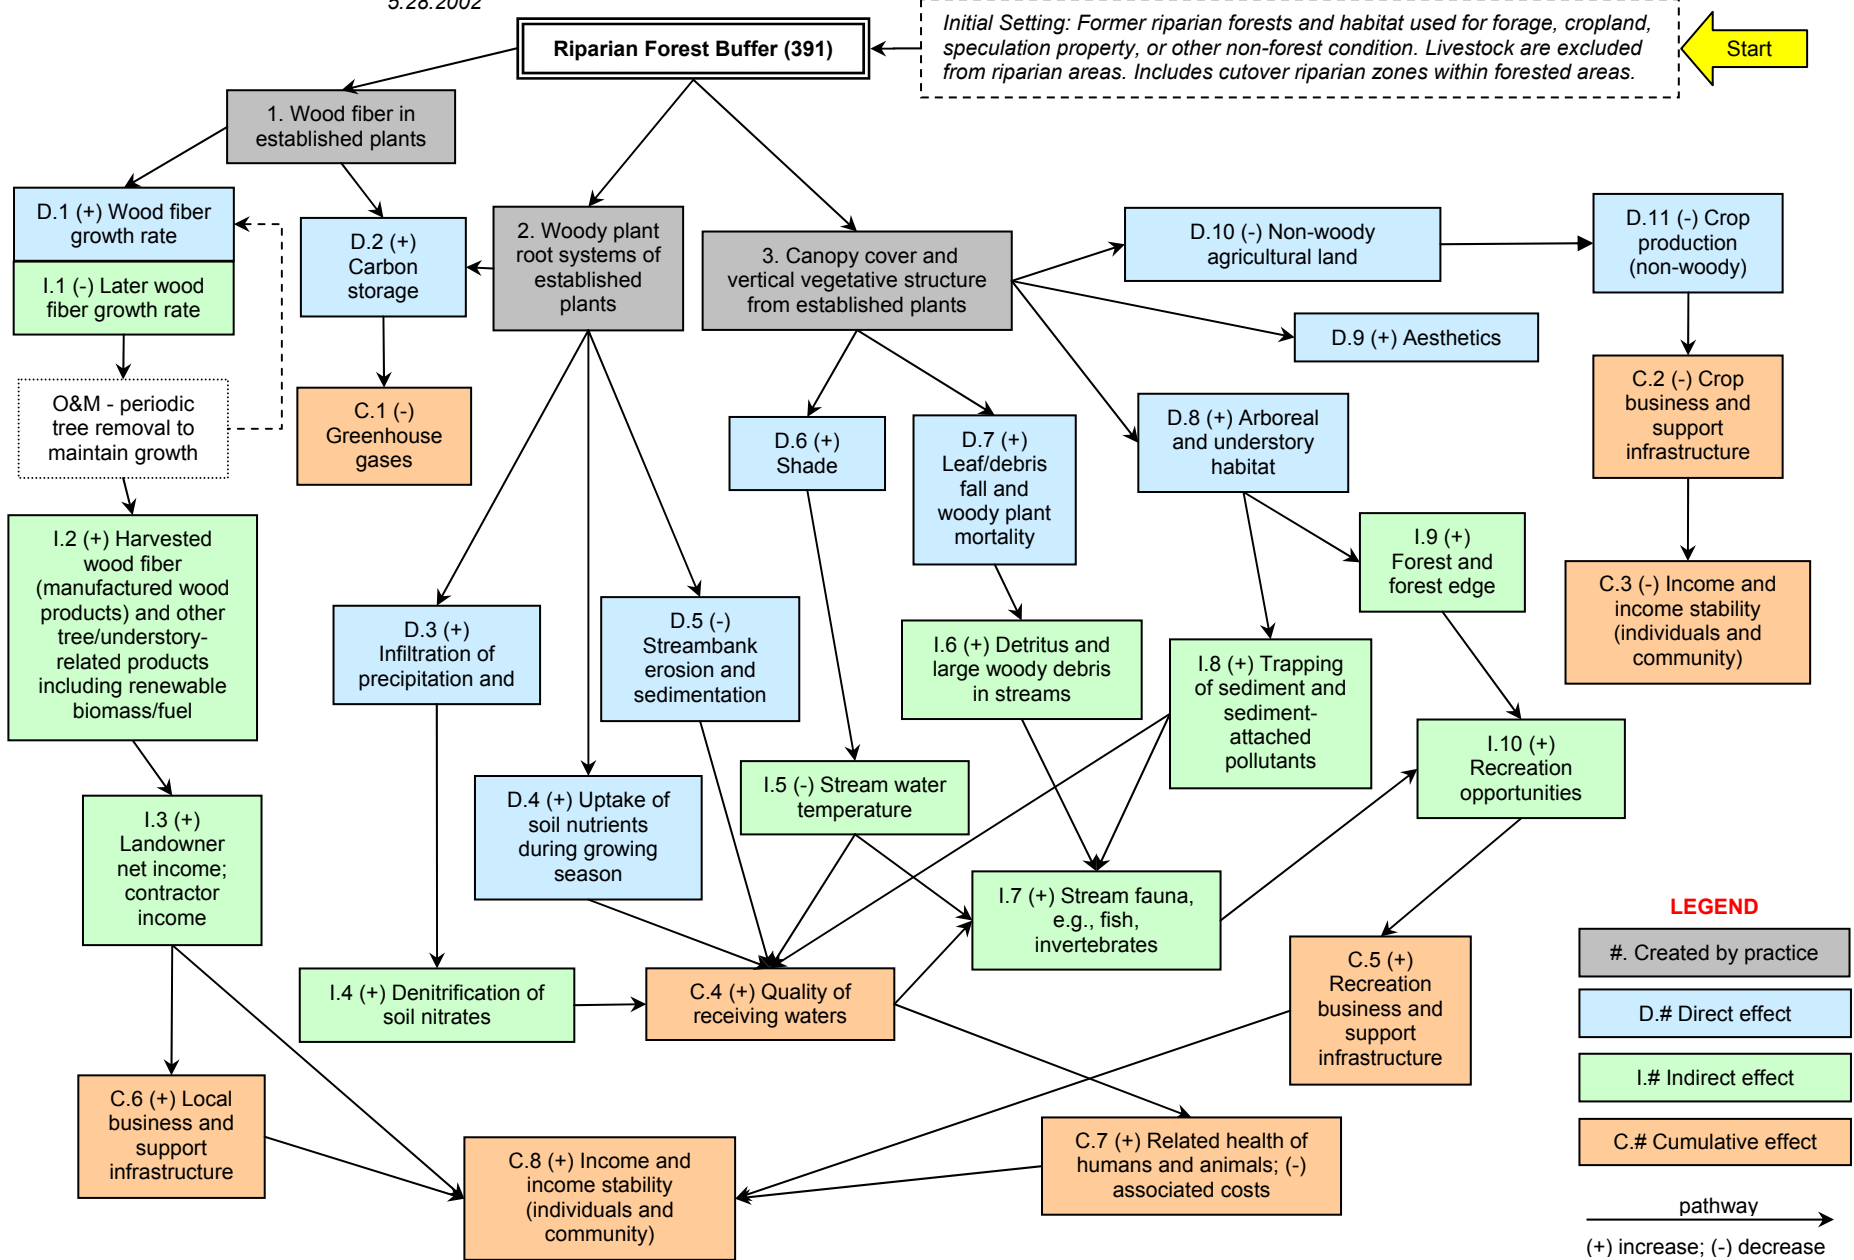 5.28.2002
Riparian Forest Buffer (391)
Initial Setting: Former riparian forests and habitat used for forage, cropland,
speculation property, or other non-forest condition. Livestock are excluded
from riparian areas. Includes cutover riparian zones within forested areas.
Start
1. Wood fiber in
established plants
D.1 (+) Wood fiber
growth rate
I.1 (-) Later wood
fiber growth rate
O&M - periodic
tree removal to
maintain growth
I.2 (+) Harvested
wood fiber
(manufactured wood
products) and other
tree/understory-
related products
including renewable
biomass/fuel
I.3 (+)
Landowner
net income;
contractor
income
C.6 (+) Local
business and
support
infrastructure
D.2 (+)
Carbon
storage
C.1 (-)
Greenhouse
gases
2. Woody plant
root systems of
established
plants
D.3 (+)
Infiltration of
precipitation and
D.4 (+) Uptake of
soil nutrients
during growing
season
D.5 (-)
Streambank
erosion and
sedimentation
I.4 (+) Denitrification of
soil nitrates
C.4 (+) Quality of
receiving waters
C.8 (+) Income and
income stability
(individuals and
community)
3. Canopy cover and
vertical vegetative structure
from established plants
D.6 (+)
Shade
D.7 (+)
Leaf/debris
fall and
woody plant
mortality
I.5 (-) Stream water
temperature
I.6 (+) Detritus and
large woody debris
in streams
I.7 (+) Stream fauna,
e.g., fish,
invertebrates
D.10 (-) Non-woody
agricultural land
D.9 (+) Aesthetics
D.8 (+) Arboreal
and understory
habitat
I.8 (+) Trapping
of sediment and
sediment-
attached
pollutants
I.9 (+)
Forest and
forest edge
I.10 (+)
Recreation
opportunities
C.5 (+)
Recreation
business and
support
infrastructure
C.7 (+) Related health of
humans and animals; (-)
associated costs
D.11 (-) Crop
production
(non-woody)
C.2 (-) Crop
business and
support
infrastructure
C.3 (-) Income and
income stability
(individuals and
community)
LEGEND
#. Created by practice
D.# Direct effect
I.# Indirect effect
C.# Cumulative effect
pathway
(+) increase; (-) decrease